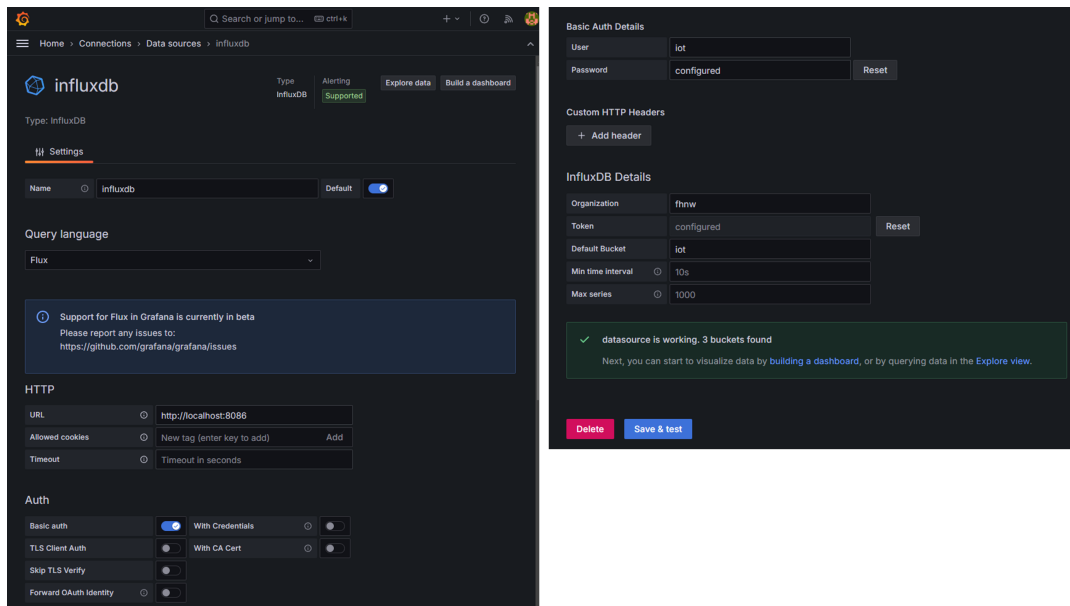 Search or jump to... ctrl+k
Home › Connections › Data sources › influxdb
influxdb
Type
InfluxDB
Alerting
Supported
Explore data
Build a dashboard
Type: InfluxDB
Settings
Name influxdb Default
Query language
Flux
Support for Flux in Grafana is currently in beta
Please report any issues to:
https://github.com/grafana/grafana/issues
HTTP
URL http://localhost:8086
Allowed cookies New tag (enter key to add) Add
Timeout Timeout in seconds
Auth
Basic auth With Credentials
TLS Client Auth With CA Cert
Skip TLS Verify
Forward OAuth Identity
Basic Auth Details
User iot
Password configured Reset
Custom HTTP Headers
+ Add header
InfluxDB Details
Organization fhnw
Token configured Reset
Default Bucket iot
Min time interval 10s
Max series 1000
datasource is working. 3 buckets found
Next, you can start to visualize data by building a dashboard, or by querying data in the Explore view.
Delete Save & test